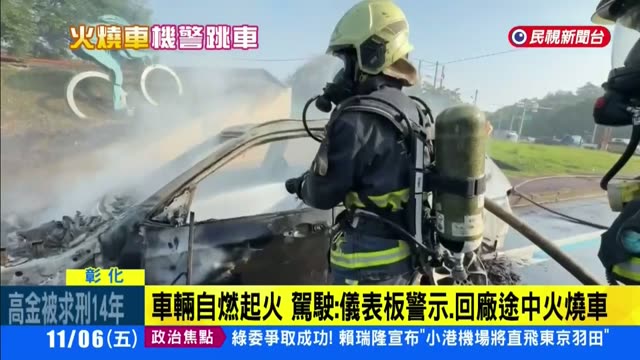 火燒車機警跳車
民視新聞台
彰化
高金被求刑14年
車輛自燃起火 駕駛:儀表板警示.回廠途中火燒車
11/06(五)
政治焦點
綠委爭取成功! 賴瑞隆宣布"小港機場將直飛東京羽田"